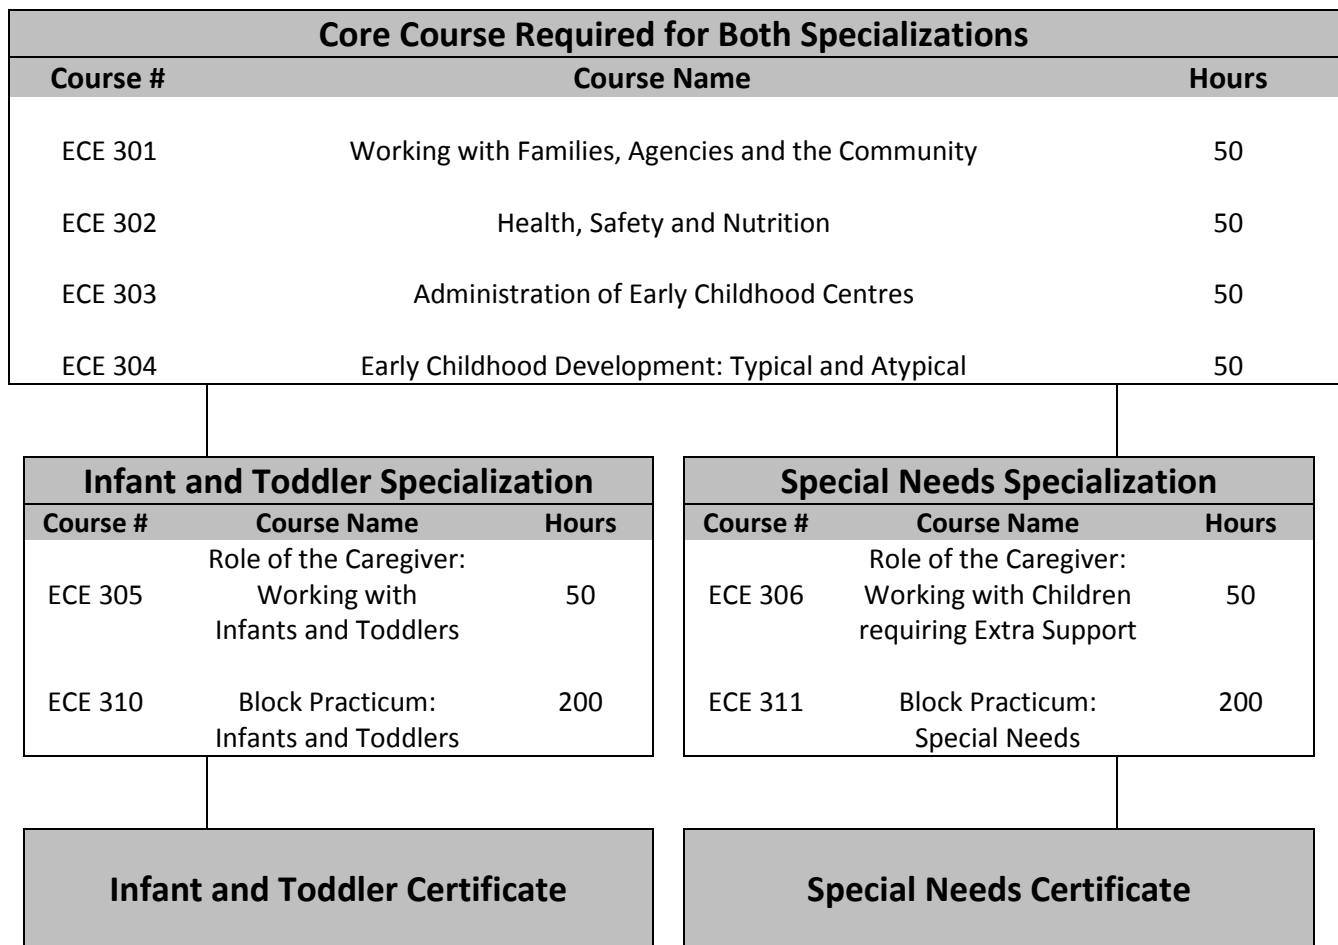 Core Course Required for Both Specializations
Course # Course Name Hours
ECE 301 Working with Families, Agencies and the Community 50
ECE 302 Health, Safety and Nutrition 50
ECE 303 Administration of Early Childhood Centres 50
ECE 304 Early Childhood Development: Typical and Atypical 50
Infant and Toddler Specialization
Course # Course Name Hours
Role of the Caregiver:
ECE 305 Working with 50
Infants and Toddlers
ECE 310 Block Practicum: 200
Infants and Toddlers
Special Needs Specialization
Course # Course Name Hours
Role of the Caregiver:
ECE 306 Working with Children 50
requiring Extra Support
ECE 311 Block Practicum: 200
Special Needs
Infant and Toddler Certificate
Special Needs Certificate